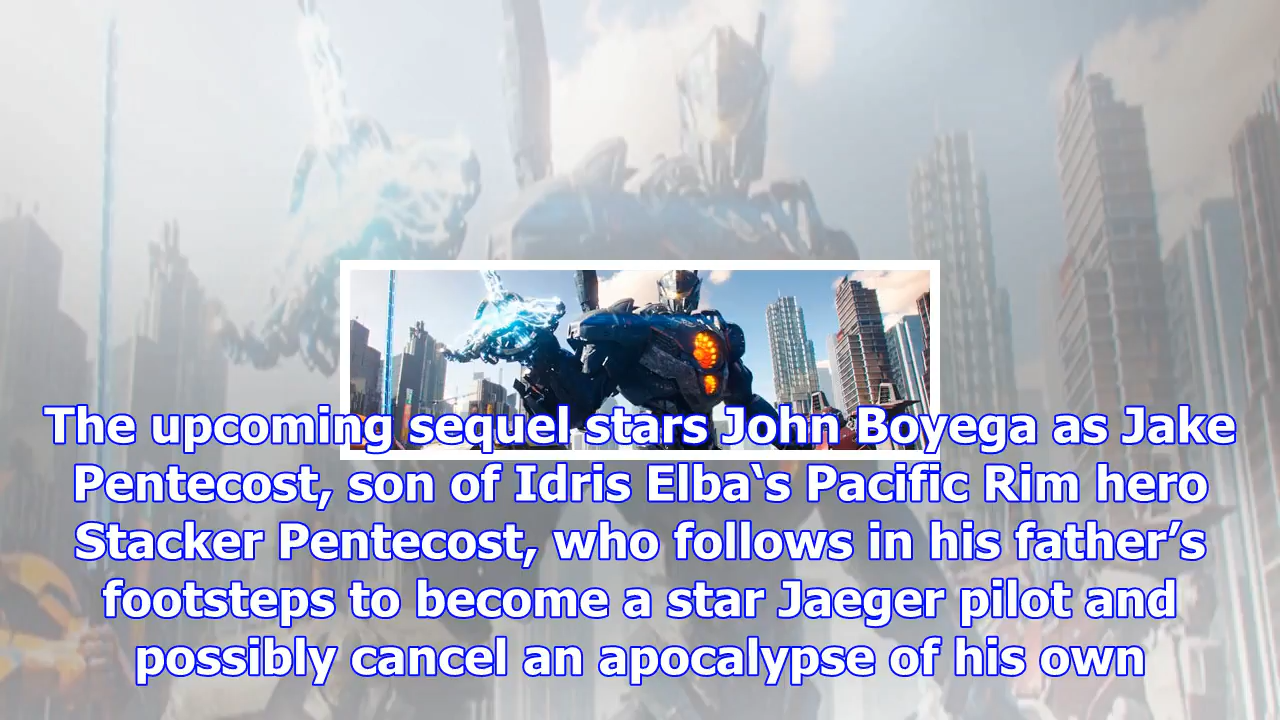 The upcoming sequel stars John Boyega as Jake
Pentecost, son of Idris Elba‘s Pacific Rim hero
Stacker Pentecost, who follows in his father’s
footsteps to become a star Jaeger pilot and
possibly cancel an apocalypse of his own